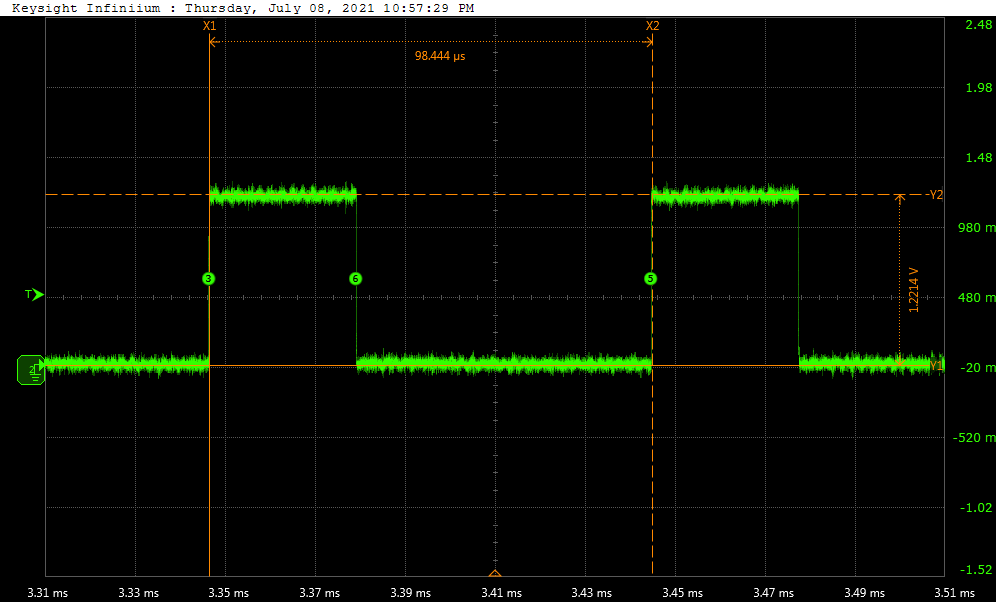 Keysight Infiniium : Thursday, July 08, 2021 10:57:29 PM
X1
X2
98.444 µs
2.48
1.98
1.48
Y2
980 m
3
6
5
T
480 m
1.2214 V
2
Y1
-20 m
-520 m
-1.02
-1.52
3.31 ms
3.33 ms
3.35 ms
3.37 ms
3.39 ms
3.41 ms
3.43 ms
3.45 ms
3.47 ms
3.49 ms
3.51 ms